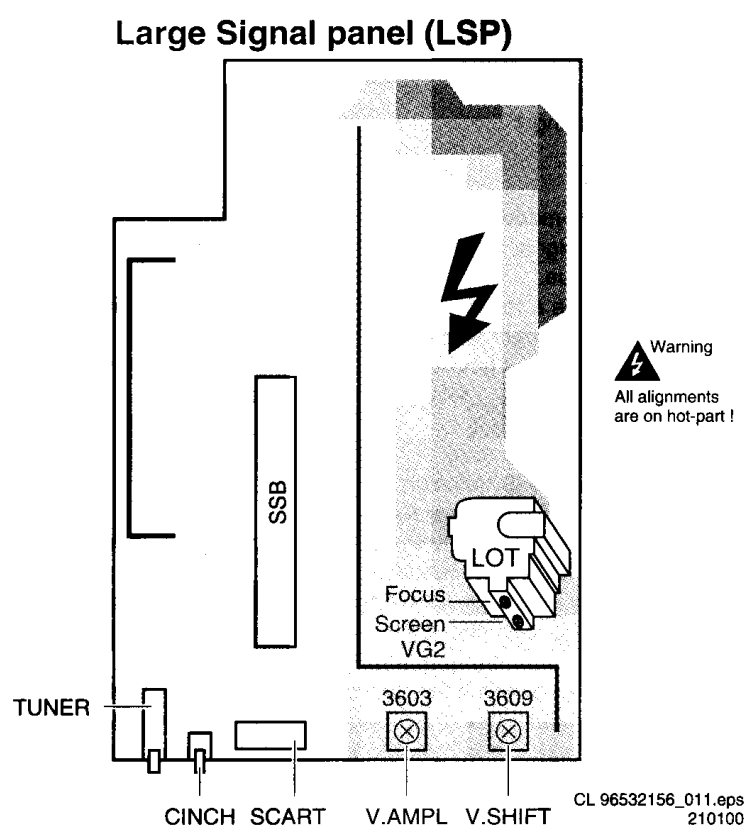 Large Signal panel (LSP)
Warning
All alignments
are on hot-part !
SSB
LOT
Focus
Screen
VG2
3603 3609
TUNER
CINCH SCART V.AMPL V.SHIFT
CL 96532156_011.eps
210100